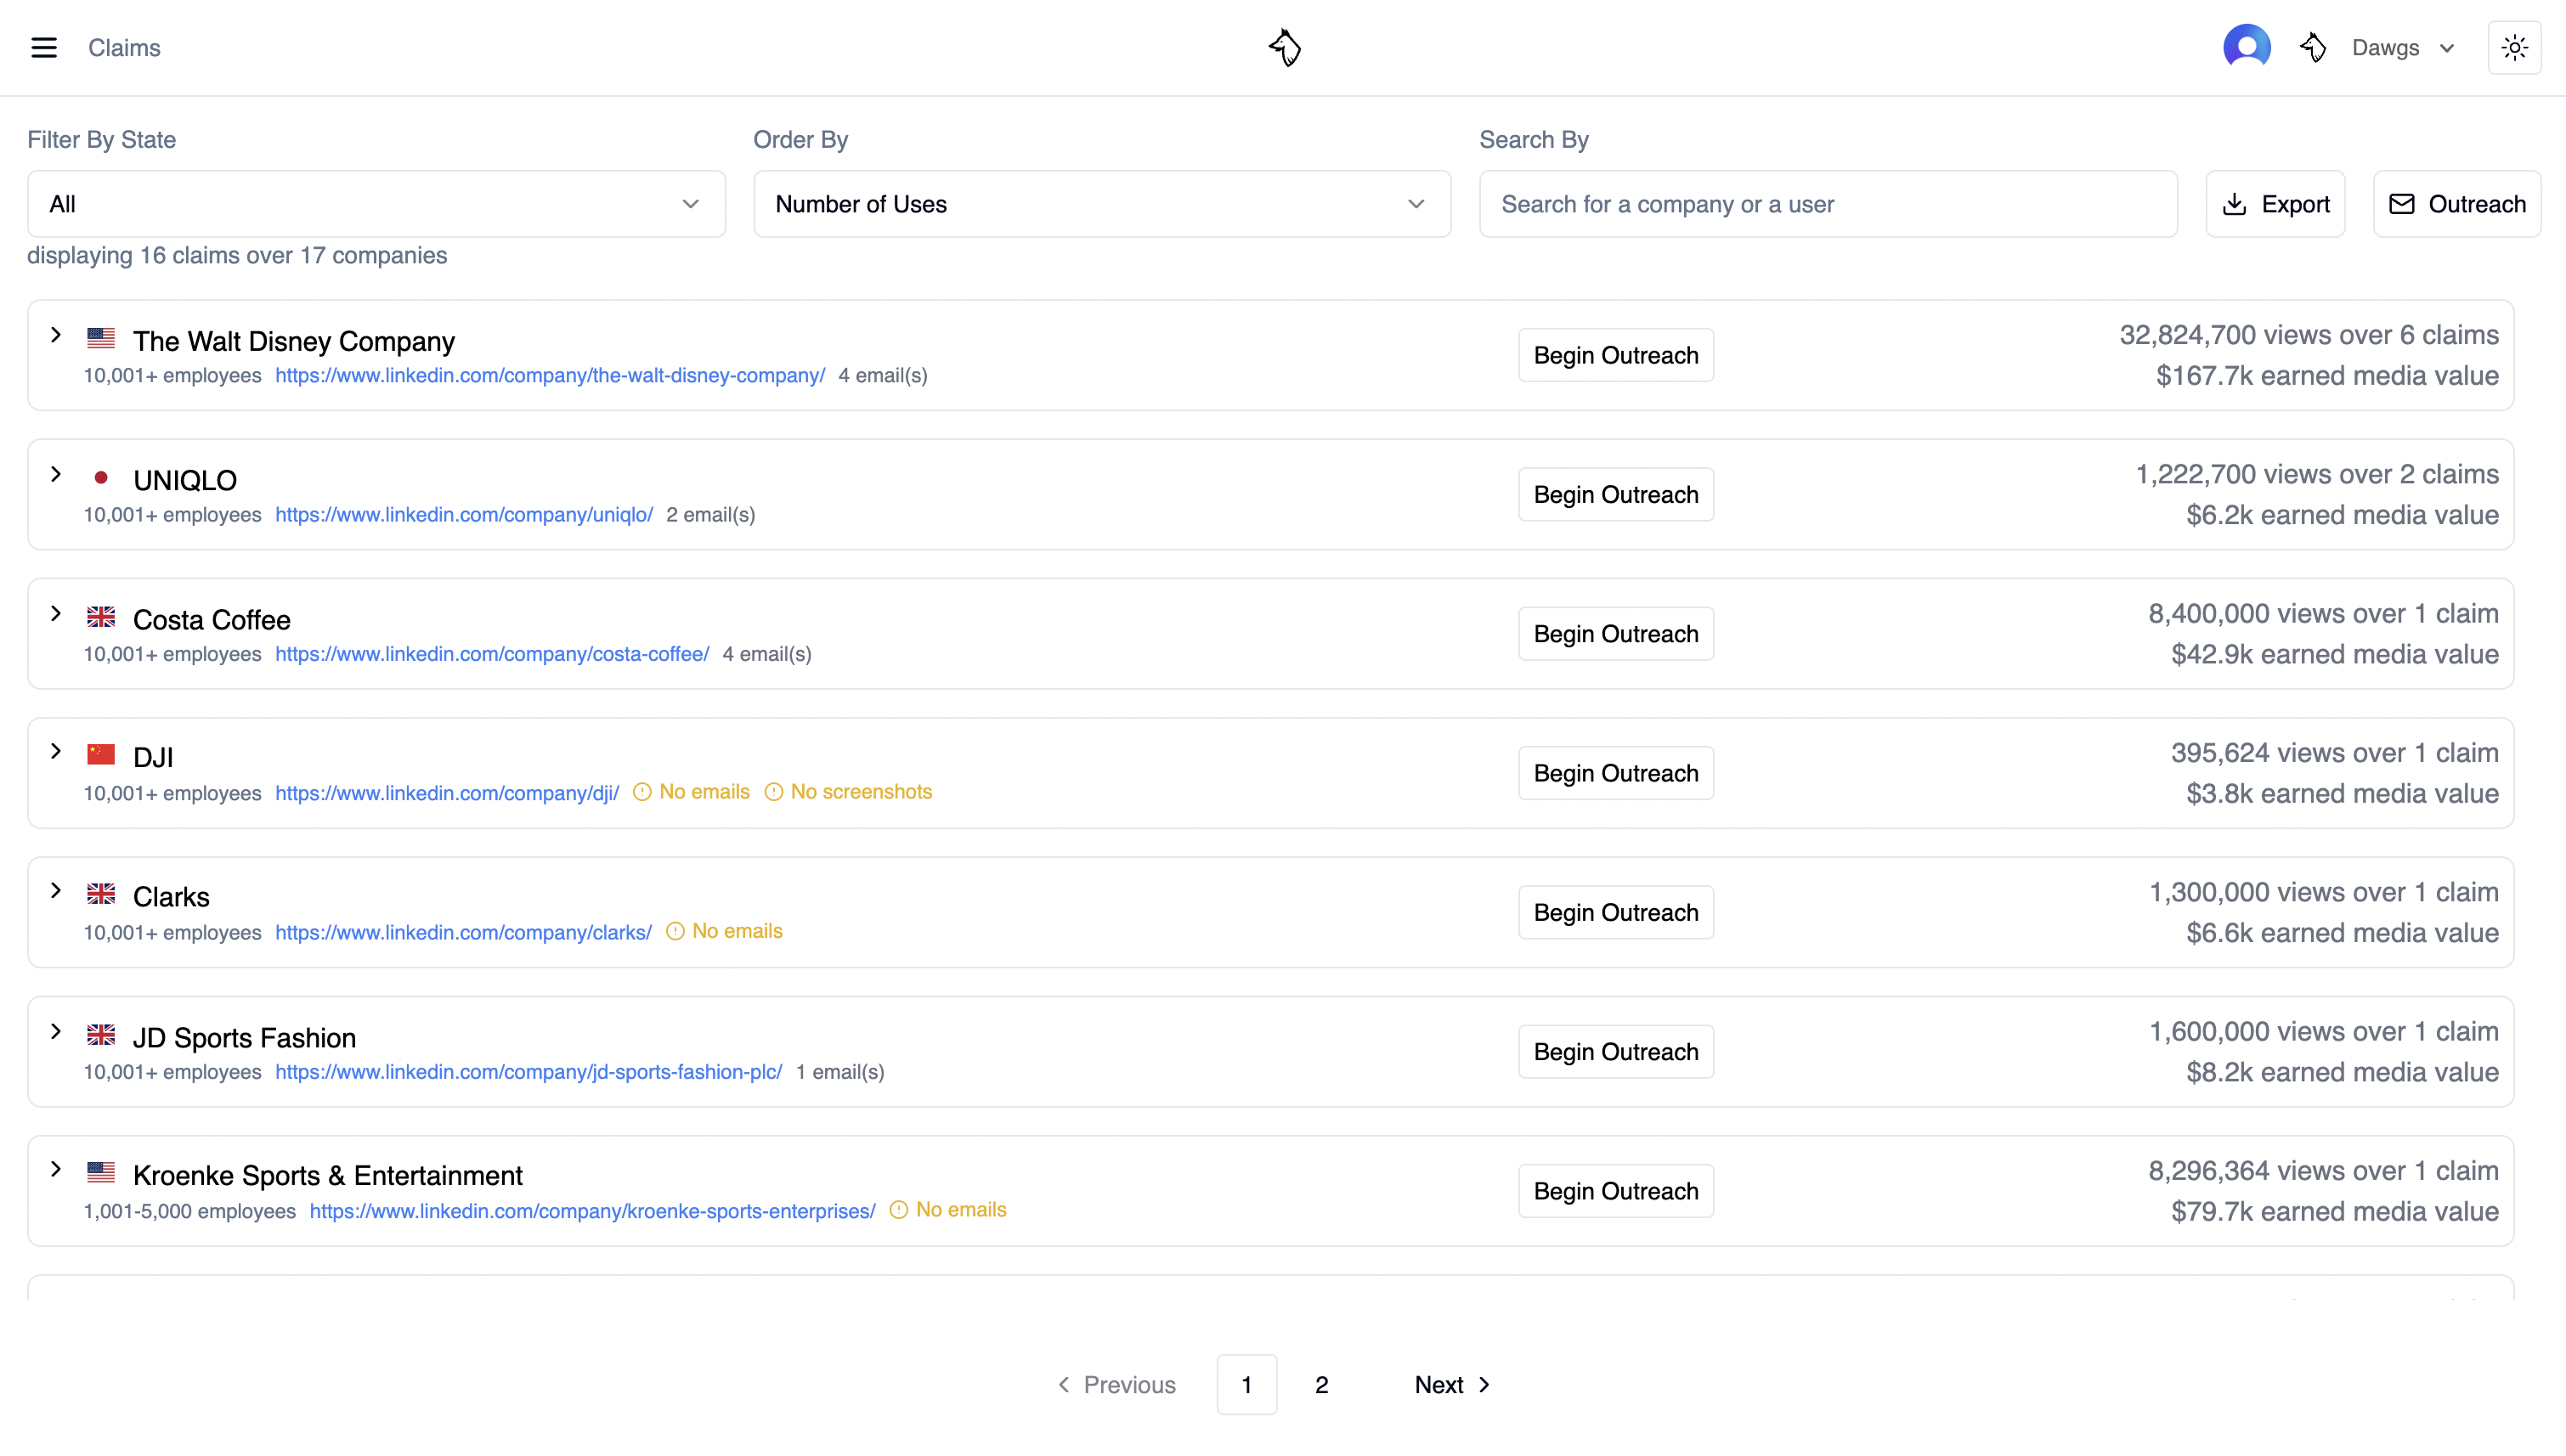 Claims
Dawgs
Filter By State
Order By
Search By
All
Number of Uses
Search for a company or a user
Export
Outreach
displaying 16 claims over 17 companies
The Walt Disney Company
10,001+ employees https://www.linkedin.com/company/the-walt-disney-company/ 4 email(s)
Begin Outreach
32,824,700 views over 6 claims
$167.7k earned media value
UNIQLO
10,001+ employees https://www.linkedin.com/company/uniqlo/ 2 email(s)
Begin Outreach
1,222,700 views over 2 claims
$6.2k earned media value
Costa Coffee
10,001+ employees https://www.linkedin.com/company/costa-coffee/ 4 email(s)
Begin Outreach
8,400,000 views over 1 claim
$42.9k earned media value
DJI
10,001+ employees https://www.linkedin.com/company/dji/ No emails No screenshots
Begin Outreach
395,624 views over 1 claim
$3.8k earned media value
Clarks
10,001+ employees https://www.linkedin.com/company/clarks/ No emails
Begin Outreach
1,300,000 views over 1 claim
$6.6k earned media value
JD Sports Fashion
10,001+ employees https://www.linkedin.com/company/jd-sports-fashion-plc/ 1 email(s)
Begin Outreach
1,600,000 views over 1 claim
$8.2k earned media value
Kroenke Sports & Entertainment
1,001-5,000 employees https://www.linkedin.com/company/kroenke-sports-enterprises/ No emails
Begin Outreach
8,296,364 views over 1 claim
$79.7k earned media value
Previous 1 2 Next